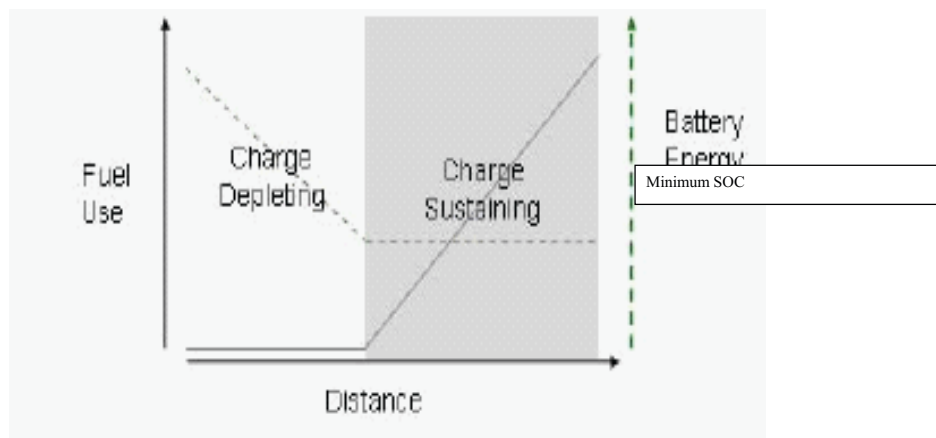 Fuel
Use
Charge
Depleting
Charge
Sustaining
Battery
Energy
Minimum SOC
Distance